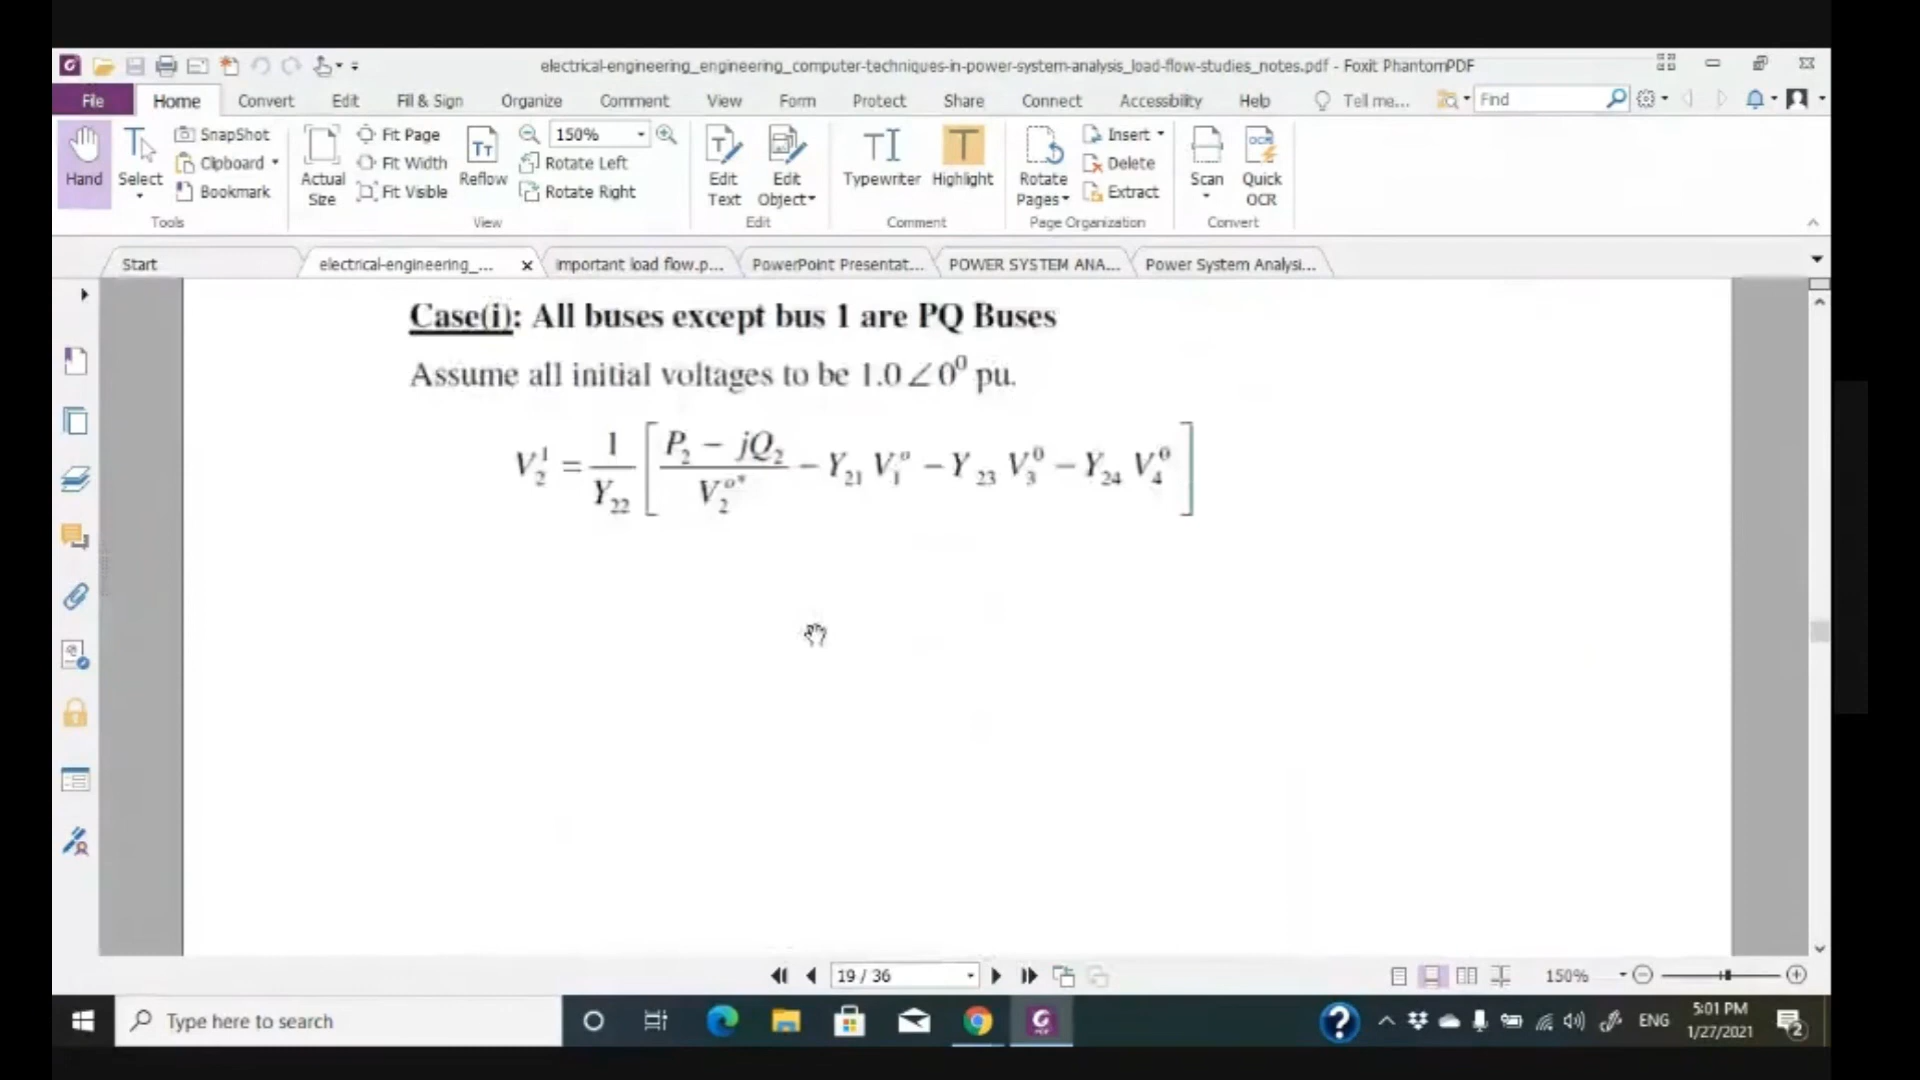 electrical-engineering_engineering_computer-techniques-in-power-system-analysis_load-flow-studies_notes.pdf - Foxit PhantomPDF
File Home Convert Edit Fill & Sign Organize Comment View Form Protect Share Connect Accessibility Help Tell me... Find
Hand
Select
SnapShot
Clipboard
Bookmark
Tools
Actual Size
Fit Page
Fit Width
Fit Visible
Reflow
150%
Rotate Left
Rotate Right
View
Edit Text
Edit Object
Edit
Typewriter
Highlight
Comment
Rotate Pages
Insert
Delete
Extract
Page Organization
Scan
Quick OCR
Convert
Start
electrical-engineering_... x
important load flow.p...
PowerPoint Presentat...
POWER SYSTEM ANA...
Power System Analysi...
Case(i): All buses except bus 1 are PQ Buses
Assume all initial voltages to be 1.0∠0⁰ pu.
V₂¹ = 1/Y₂₂ [ (P₂ − jQ₂)/V₂ᵒ* − Y₂₁ V₁ᵒ − Y₂₃ V₃⁰ − Y₂₄ V₄⁰ ]
19 / 36
150%
Type here to search
ENG
5:01 PM
1/27/2021
2